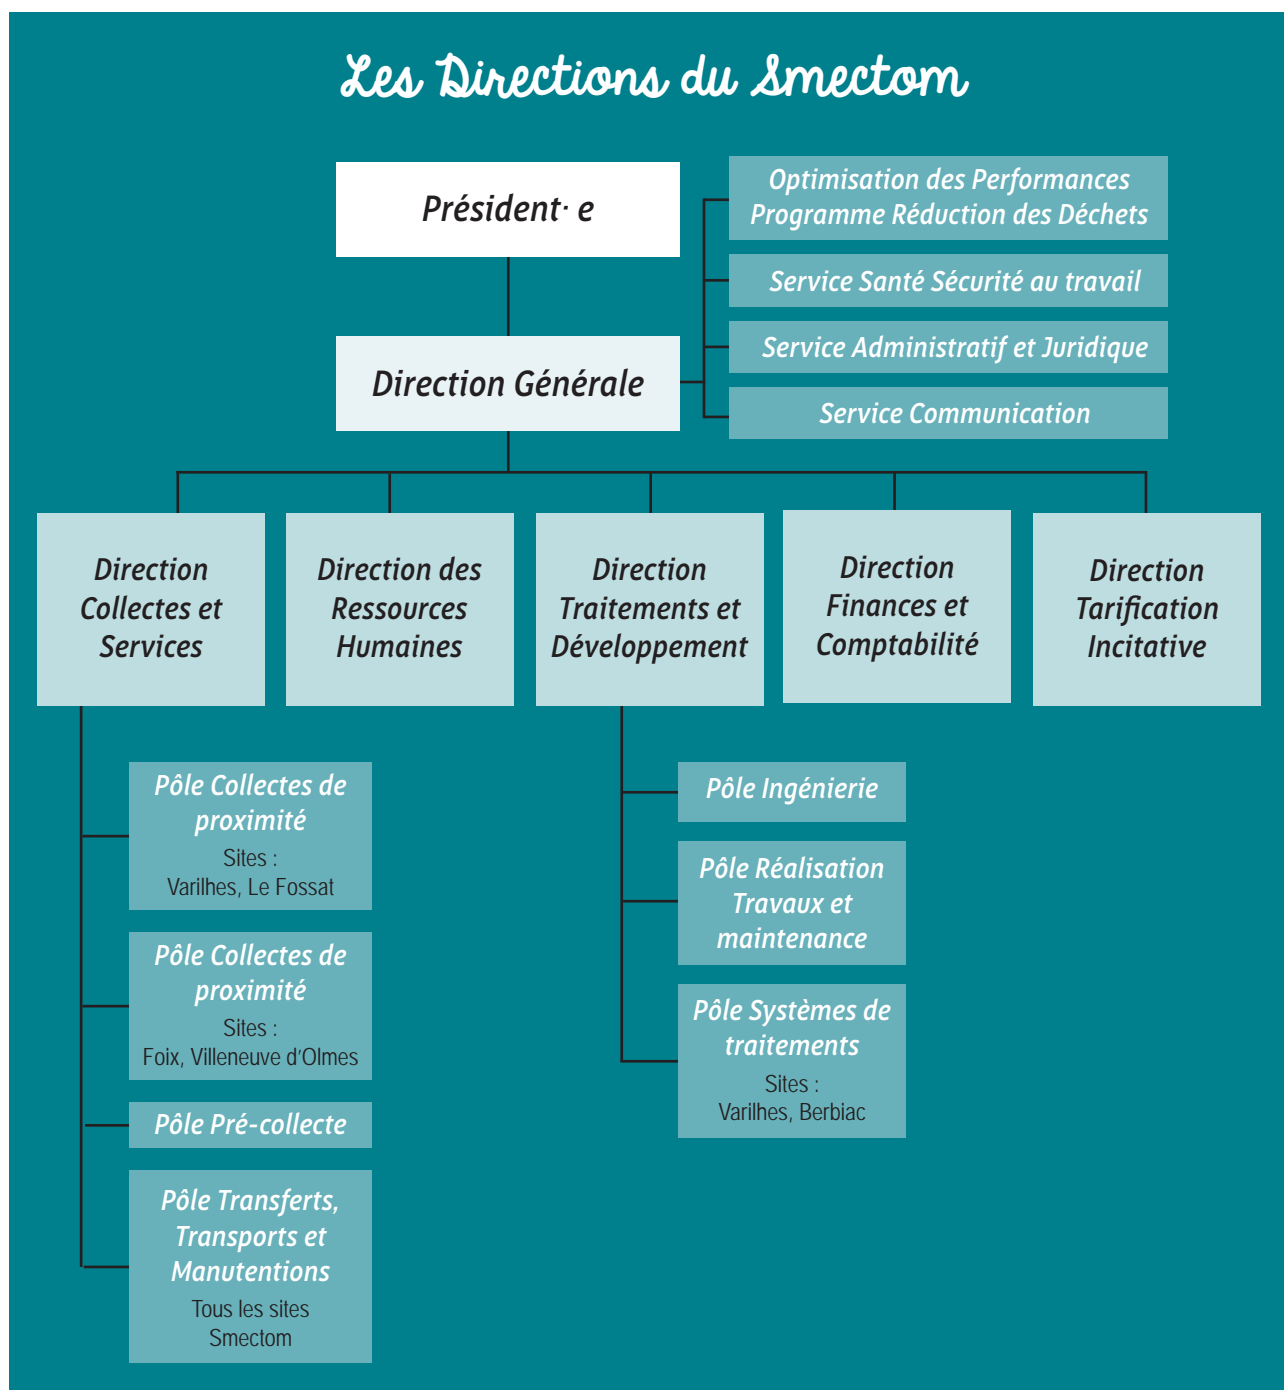 Les Directions du Smectom
Président· e
Optimisation des Performances
Programme Réduction des Déchets
Service Santé Sécurité au travail
Service Administratif et Juridique
Service Communication
Direction Générale
Direction
Collectes et
Services
Direction des
Ressources
Humaines
Direction
Traitements et
Développement
Direction
Finances et
Comptabilité
Direction
Tarification
Incitative
Pôle Collectes de
proximité
Sites :
Varilhes, Le Fossat
Pôle Collectes de
proximité
Sites :
Foix, Villeneuve d'Olmes
Pôle Pré-collecte
Pôle Transferts,
Transports et
Manutentions
Tous les sites
Smectom
Pôle Ingénierie
Pôle Réalisation
Travaux et
maintenance
Pôle Systèmes de
traitements
Sites :
Varilhes, Berbiac